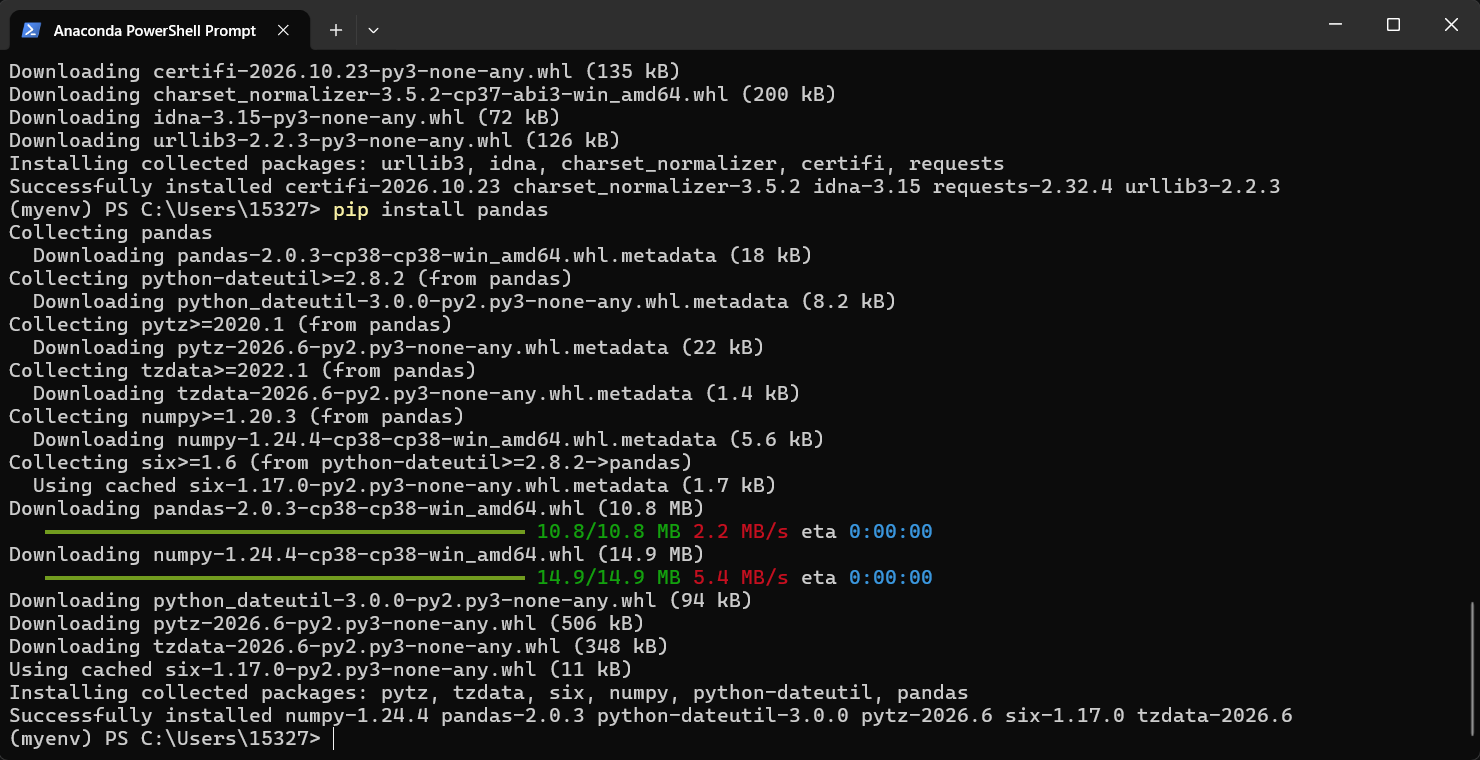 Anaconda PowerShell Prompt
Downloading certifi-2026.10.23-py3-none-any.whl (135 kB)
Downloading charset_normalizer-3.5.2-cp37-abi3-win_amd64.whl (200 kB)
Downloading idna-3.15-py3-none-any.whl (72 kB)
Downloading urllib3-2.2.3-py3-none-any.whl (126 kB)
Installing collected packages: urllib3, idna, charset_normalizer, certifi, requests
Successfully installed certifi-2026.10.23 charset_normalizer-3.5.2 idna-3.15 requests-2.32.4 urllib3-2.2.3
(myenv) PS C:\Users\15327> pip install pandas
Collecting pandas
  Downloading pandas-2.0.3-cp38-cp38-win_amd64.whl.metadata (18 kB)
Collecting python-dateutil>=2.8.2 (from pandas)
  Downloading python_dateutil-3.0.0-py2.py3-none-any.whl.metadata (8.2 kB)
Collecting pytz>=2020.1 (from pandas)
  Downloading pytz-2026.6-py2.py3-none-any.whl.metadata (22 kB)
Collecting tzdata>=2022.1 (from pandas)
  Downloading tzdata-2026.6-py2.py3-none-any.whl.metadata (1.4 kB)
Collecting numpy>=1.20.3 (from pandas)
  Downloading numpy-1.24.4-cp38-cp38-win_amd64.whl.metadata (5.6 kB)
Collecting six>=1.6 (from python-dateutil>=2.8.2->pandas)
  Using cached six-1.17.0-py2.py3-none-any.whl.metadata (1.7 kB)
Downloading pandas-2.0.3-cp38-cp38-win_amd64.whl (10.8 MB)
10.8/10.8 MB 2.2 MB/s eta 0:00:00
Downloading numpy-1.24.4-cp38-cp38-win_amd64.whl (14.9 MB)
14.9/14.9 MB 5.4 MB/s eta 0:00:00
Downloading python_dateutil-3.0.0-py2.py3-none-any.whl (94 kB)
Downloading pytz-2026.6-py2.py3-none-any.whl (506 kB)
Downloading tzdata-2026.6-py2.py3-none-any.whl (348 kB)
Using cached six-1.17.0-py2.py3-none-any.whl (11 kB)
Installing collected packages: pytz, tzdata, six, numpy, python-dateutil, pandas
Successfully installed numpy-1.24.4 pandas-2.0.3 python-dateutil-3.0.0 pytz-2026.6 six-1.17.0 tzdata-2026.6
(myenv) PS C:\Users\15327>